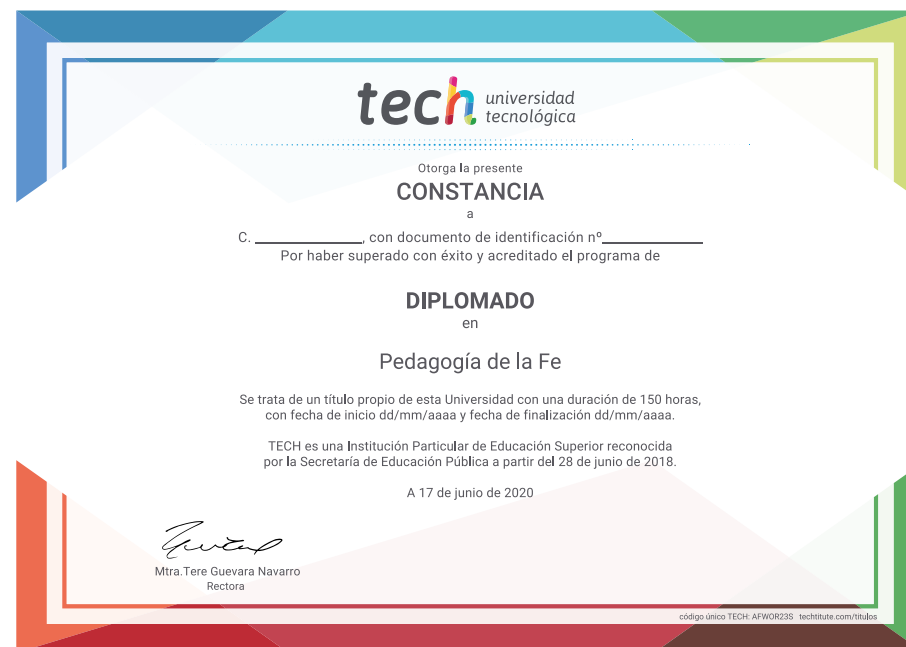 tech universidad
tecnológica
Otorga la presente
CONSTANCIA
a
C. ______________, con documento de identificación nº_____________
Por haber superado con éxito y acreditado el programa de
DIPLOMADO
en
Pedagogía de la Fe
Se trata de un título propio de esta Universidad con una duración de 150 horas,
con fecha de inicio dd/mm/aaaa y fecha de finalización dd/mm/aaaa.
TECH es una Institución Particular de Educación Superior reconocida
por la Secretaría de Educación Pública a partir del 28 de junio de 2018.
A 17 de junio de 2020
Mtra.Tere Guevara Navarro
Rectora
código único TECH: AFWOR23S techtitute.com/titulos